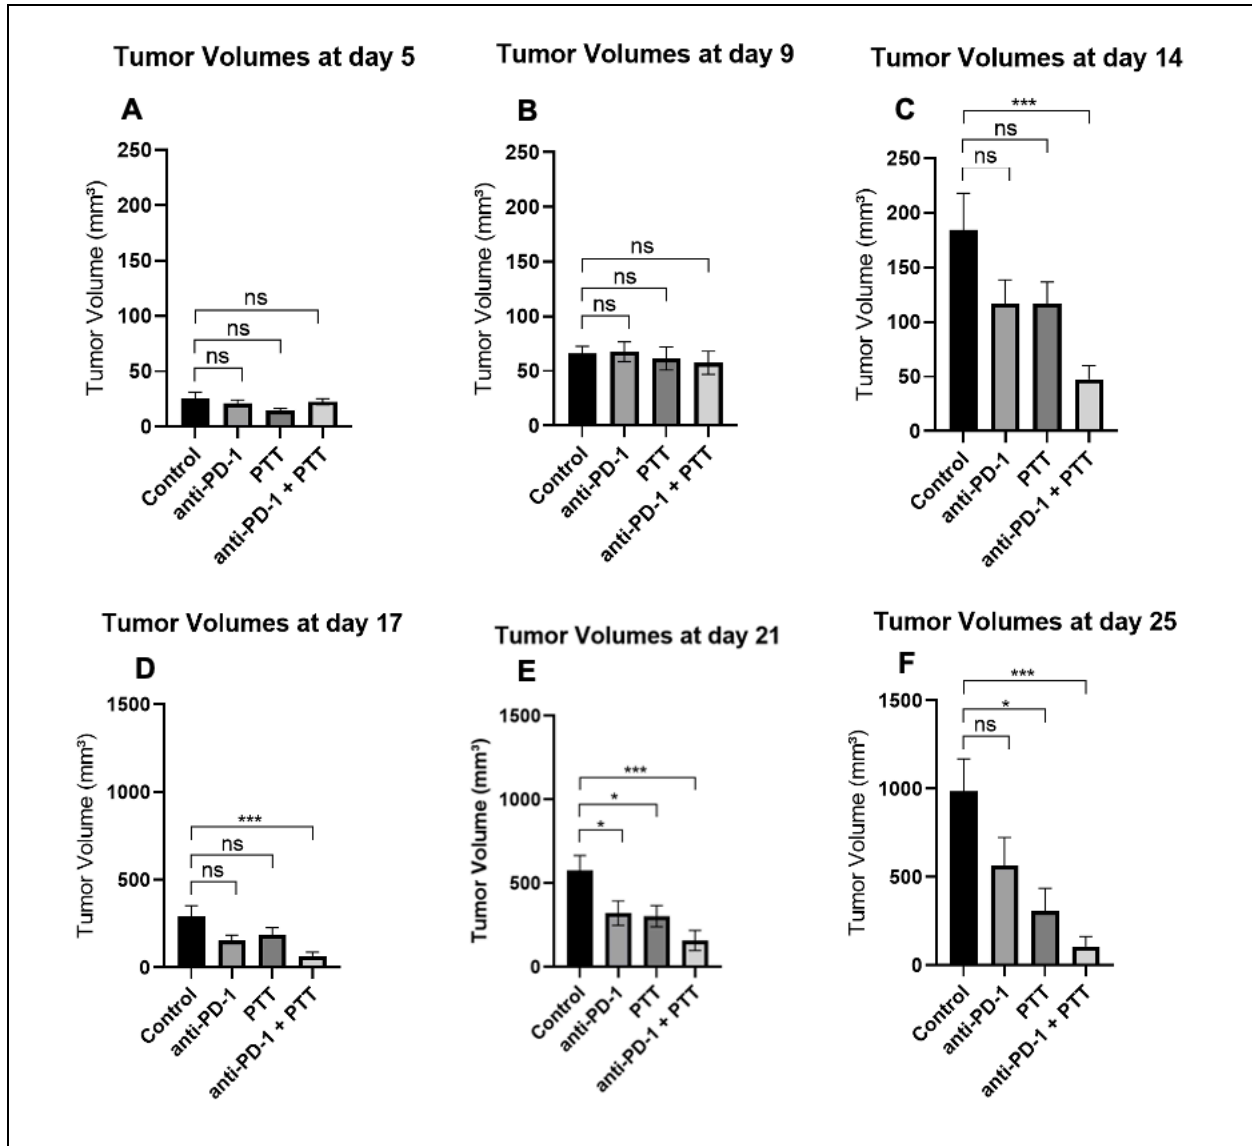 Tumor Volumes at day 5
A
Tumor Volume (mm³)
250
200
150
100
50
0
ns
ns
ns
Control
anti-PD-1
PTT
anti-PD-1 + PTT
Tumor Volumes at day 9
B
Tumor Volume (mm³)
250
200
150
100
50
0
ns
ns
ns
Control
anti-PD-1
PTT
anti-PD-1 + PTT
Tumor Volumes at day 14
C
Tumor Volume (mm³)
250
200
150
100
50
0
***
ns
ns
Control
anti-PD-1
PTT
anti-PD-1 + PTT
Tumor Volumes at day 17
D
Tumor Volume (mm³)
1500
1000
500
0
***
ns
ns
Control
anti-PD-1
PTT
anti-PD-1 + PTT
Tumor Volumes at day 21
E
Tumor Volume (mm³)
1500
1000
500
0
***
*
*
Control
anti-PD-1
PTT
anti-PD-1 + PTT
Tumor Volumes at day 25
F
Tumor Volume (mm³)
1500
1000
500
0
***
*
ns
Control
anti-PD-1
PTT
anti-PD-1 + PTT